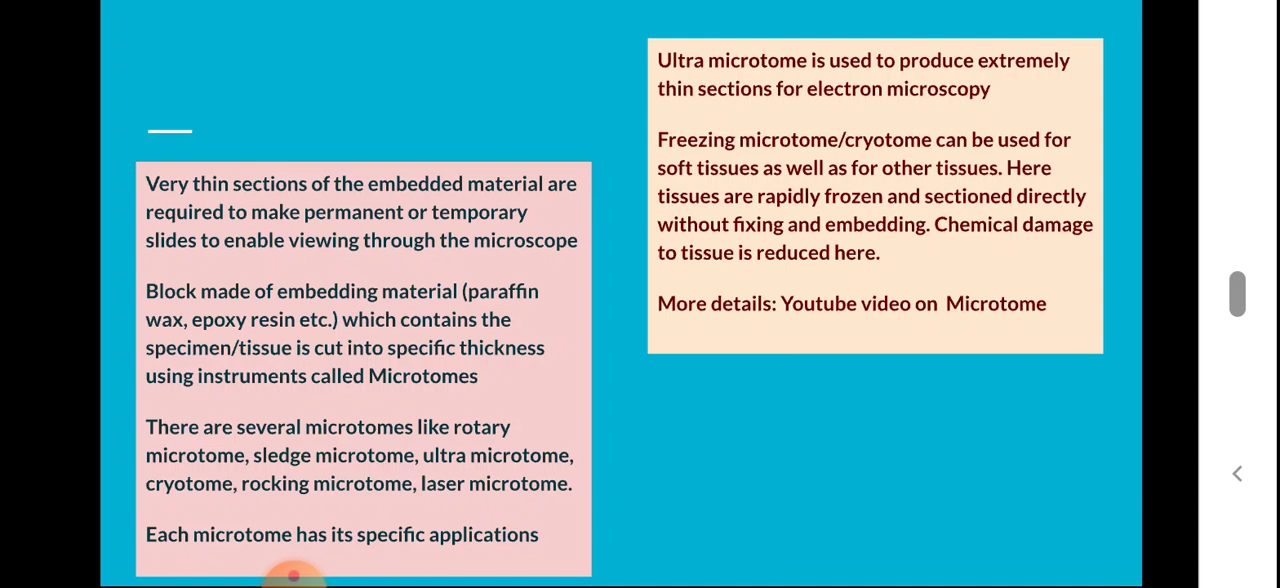 Very thin sections of the embedded material are
required to make permanent or temporary
slides to enable viewing through the microscope
Block made of embedding material (paraffin
wax, epoxy resin etc.) which contains the
specimen/tissue is cut into specific thickness
using instruments called Microtomes
There are several microtomes like rotary
microtome, sledge microtome, ultra microtome,
cryotome, rocking microtome, laser microtome.
Each microtome has its specific applications
Ultra microtome is used to produce extremely
thin sections for electron microscopy
Freezing microtome/cryotome can be used for
soft tissues as well as for other tissues. Here
tissues are rapidly frozen and sectioned directly
without fixing and embedding. Chemical damage
to tissue is reduced here.
More details: Youtube video on  Microtome